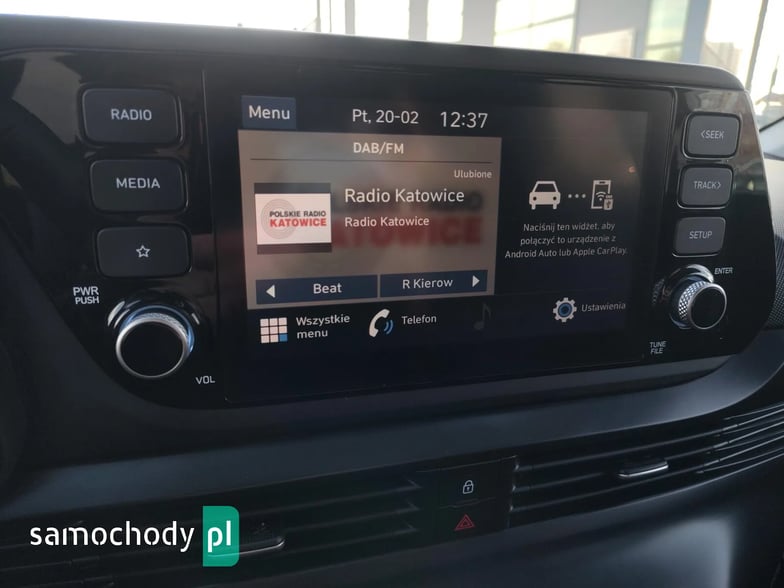 RADIO
MEDIA
PWR
PUSH
VOL
Menu
Pt, 20-02
12:37
DAB/FM
Ulubione
POLSKIE RADIO
KATOWICE
Radio Katowice
Radio Katowice
Beat
R Kierow
Naciśnij ten widżet, aby
połączyć to urządzenie z
Android Auto lub Apple CarPlay.
Wszystkie
menu
Telefon
Ustawienia
<SEEK
TRACK>
SETUP
ENTER
TUNE
FILE
samochody pl